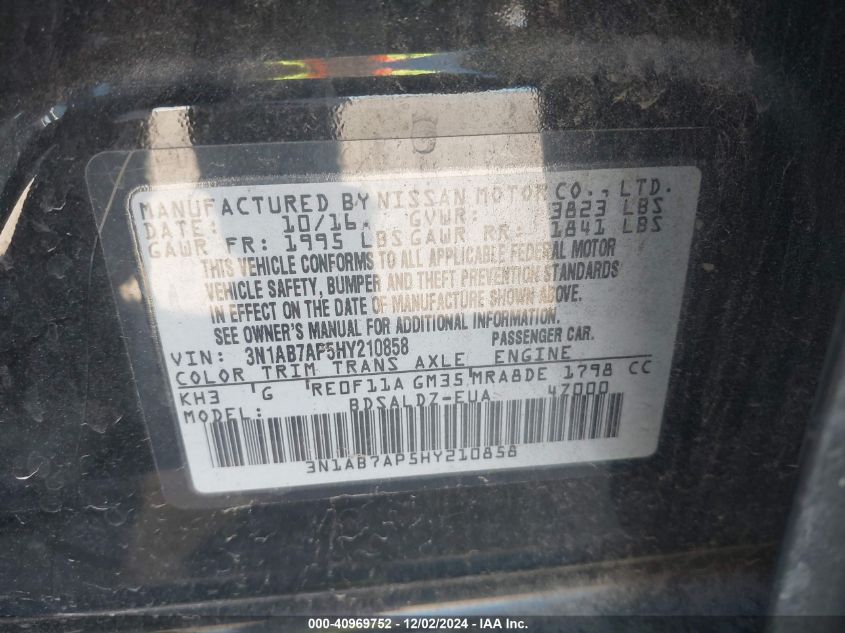 MANUFACTURED BY NISSAN MOTOR CO., LTD.
DATE: 10/16 GVWR: 3823 LBS
GAWR FR: 1995 LBS GAWR RR: 1841 LBS
THIS VEHICLE CONFORMS TO ALL APPLICABLE FEDERAL MOTOR
VEHICLE SAFETY, BUMPER AND THEFT PREVENTION STANDARDS
IN EFFECT ON THE DATE OF MANUFACTURE SHOWN ABOVE.
SEE OWNER'S MANUAL FOR ADDITIONAL INFORMATION.
VIN: 3N1AB7AP5HY210858 PASSENGER CAR.
COLOR TRIM TRANS AXLE ENGINE
KH3 G RE0F11A GM35 MRA8DE 1798 CC
MODEL: BDSALDZ-EUA 47000
3N1AB7AP5HY210858
000-40969752 - 12/02/2024 - IAA Inc.